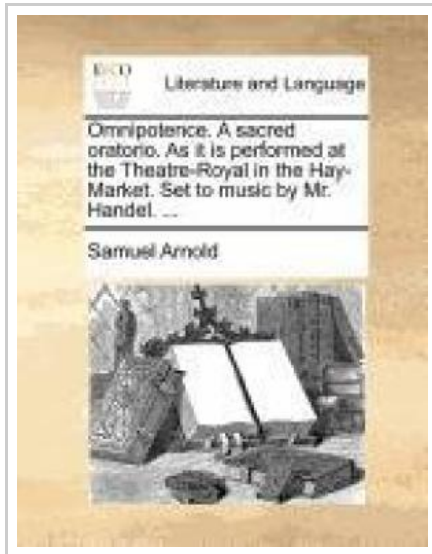 ECCO
Literature and Language
Omnipotence. A sacred
oratorio. As it is performed at
the Theatre-Royal in the Hay-
Market. Set to music by Mr.
Handel. ...
Samuel Arnold